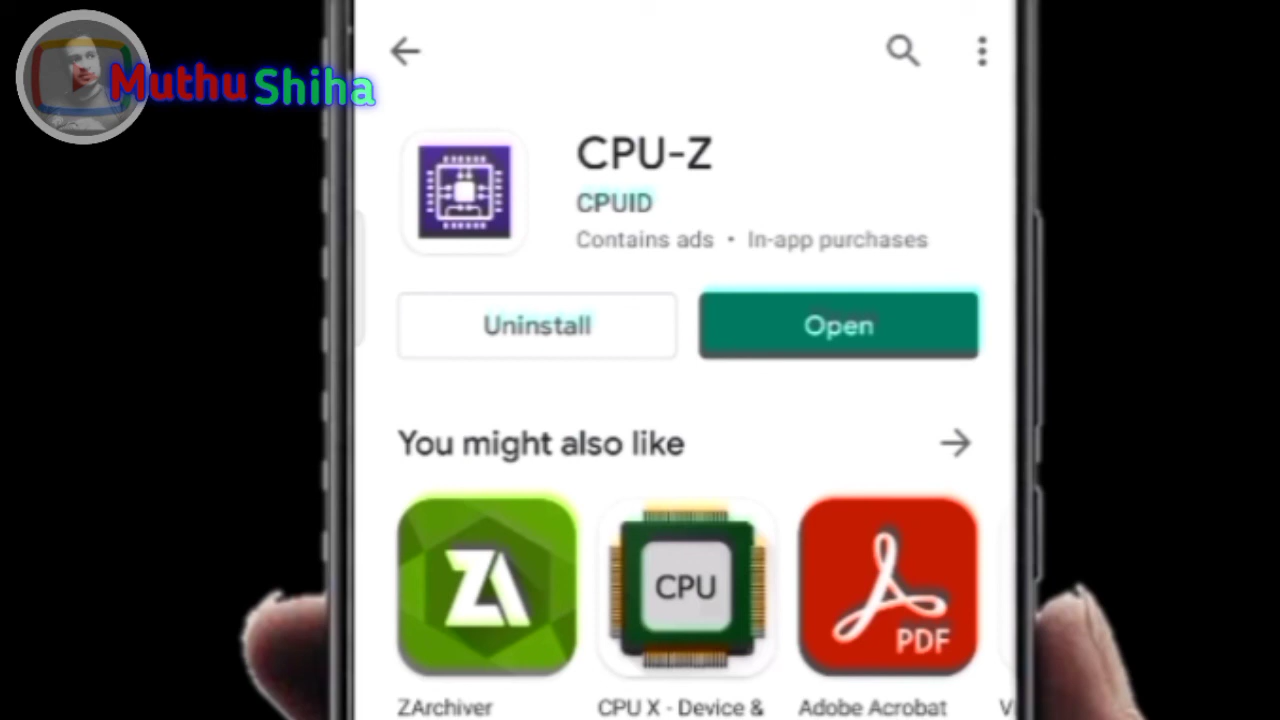 Muthu Shiha
CPU-Z
CPUID
Contains ads • In-app purchases
Uninstall
Open
You might also like
ZA
CPU
PDF
ZArchiver
CPU X - Device &
Adobe Acrobat
V